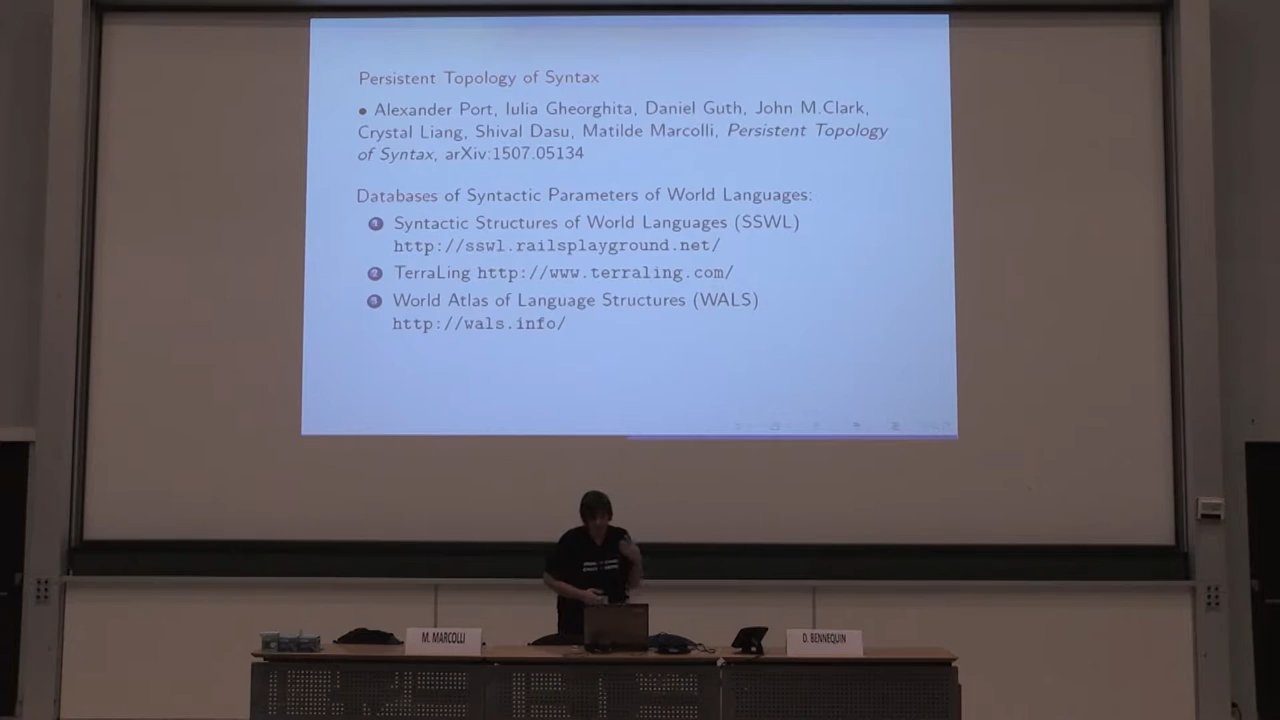 Persistent Topology of Syntax
• Alexander Port, Iulia Gheorghita, Daniel Guth, John M.Clark,
Crystal Liang, Shival Dasu, Matilde Marcolli, Persistent Topology
of Syntax, arXiv:1507.05134
Databases of Syntactic Parameters of World Languages:
1 Syntactic Structures of World Languages (SSWL)
http://sswl.railsplayground.net/
2 TerraLing http://www.terraling.com/
3 World Atlas of Language Structures (WALS)
http://wals.info/
M. MARCOLLI
D. BENNEQUIN